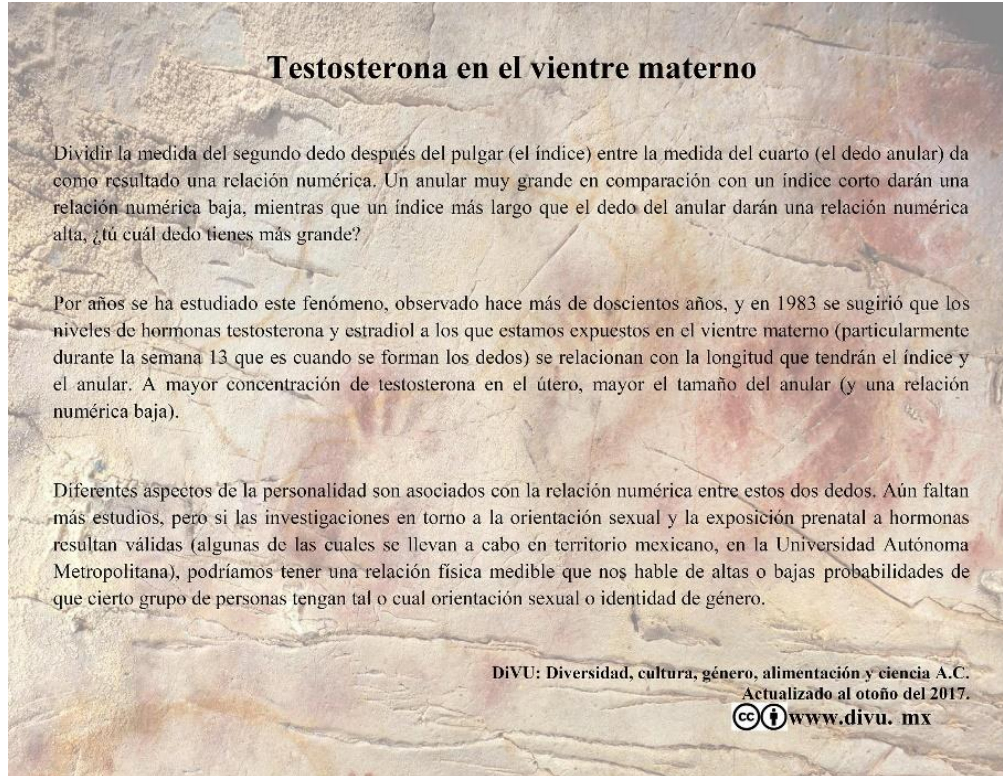 Testosterona en el vientre materno
Dividir la medida del segundo dedo después del pulgar (el índice) entre la medida del cuarto (el dedo anular) da
como resultado una relación numérica. Un anular muy grande en comparación con un índice corto darán una
relación numérica baja, mientras que un índice más largo que el dedo del anular darán una relación numérica
alta, ¿tú cuál dedo tienes más grande?
Por años se ha estudiado este fenómeno, observado hace más de doscientos años, y en 1983 se sugirió que los
niveles de hormonas testosterona y estradiol a los que estamos expuestos en el vientre materno (particularmente
durante la semana 13 que es cuando se forman los dedos) se relacionan con la longitud que tendrán el índice y
el anular. A mayor concentración de testosterona en el útero, mayor el tamaño del anular (y una relación
numérica baja).
Diferentes aspectos de la personalidad son asociados con la relación numérica entre estos dos dedos. Aún faltan
más estudios, pero si las investigaciones en torno a la orientación sexual y la exposición prenatal a hormonas
resultan válidas (algunas de las cuales se llevan a cabo en territorio mexicano, en la Universidad Autónoma
Metropolitana), podríamos tener una relación física medible que nos hable de altas o bajas probabilidades de
que cierto grupo de personas tengan tal o cual orientación sexual o identidad de género.
DiVU: Diversidad, cultura, género, alimentación y ciencia A.C.
Actualizado al otoño del 2017.
cc www.divu. mx